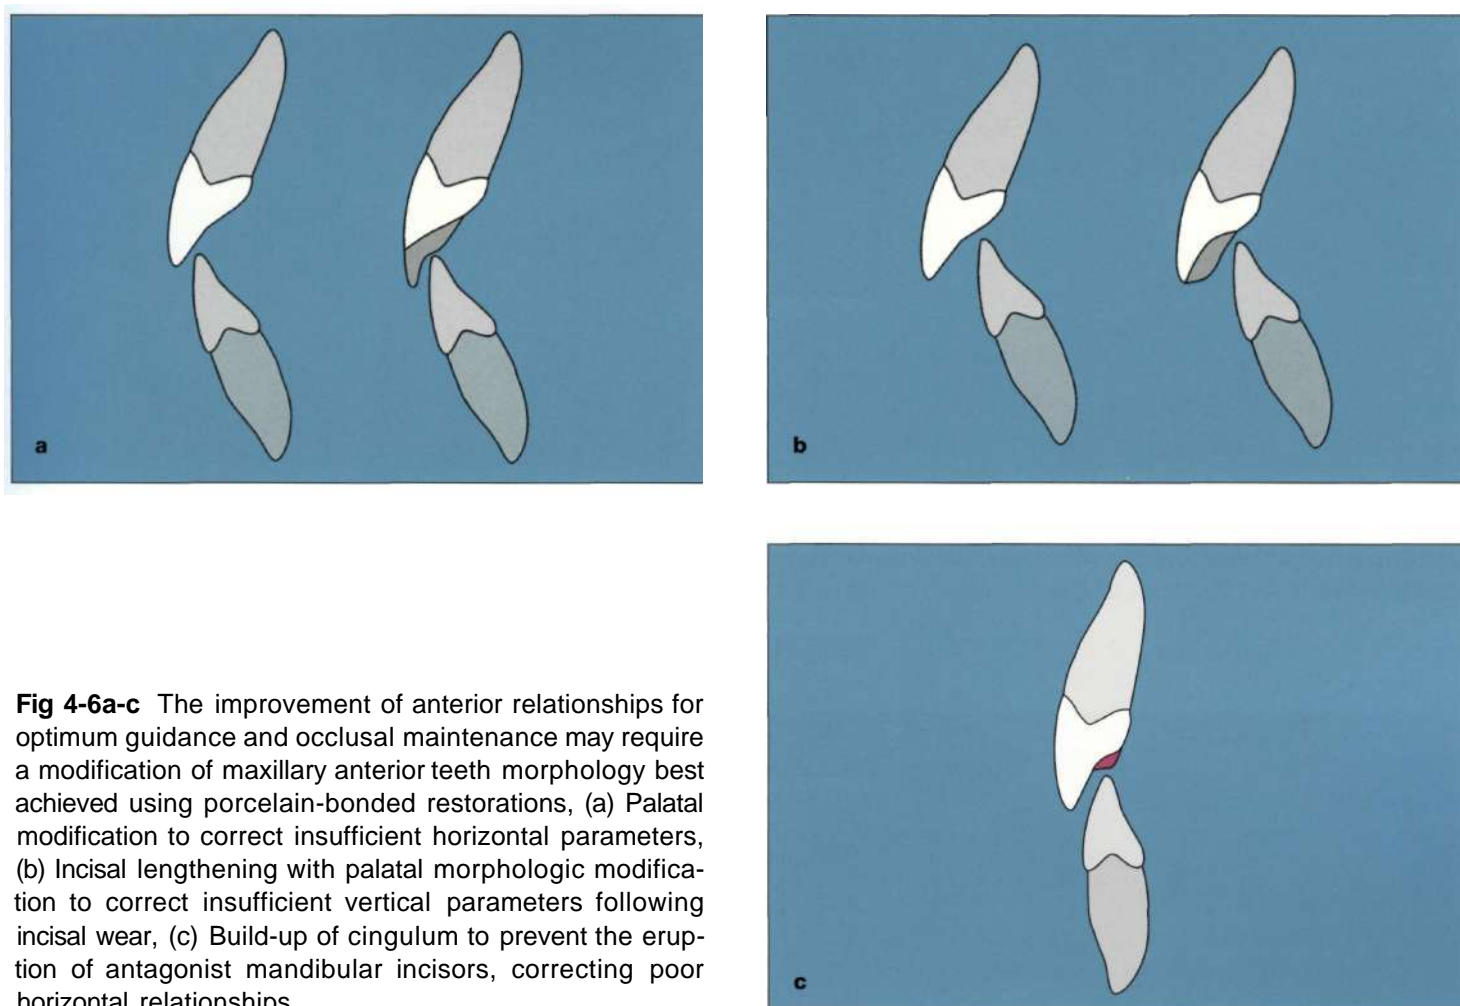 a
b
c
Fig 4-6a-c The improvement of anterior relationships for
optimum guidance and occlusal maintenance may require
a modification of maxillary anterior teeth morphology best
achieved using porcelain-bonded restorations, (a) Palatal
modification to correct insufficient horizontal parameters,
(b) Incisal lengthening with palatal morphologic modifica-
tion to correct insufficient vertical parameters following
incisal wear, (c) Build-up of cingulum to prevent the erup-
tion of antagonist mandibular incisors, correcting poor
horizontal relationships